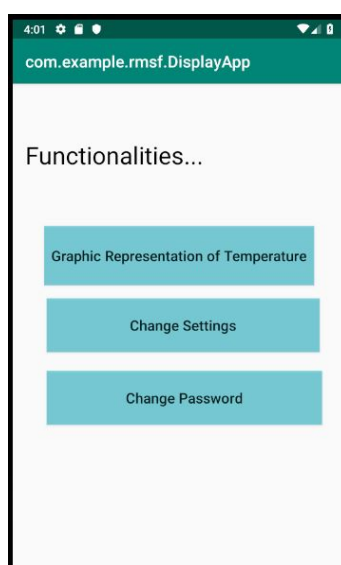 4:01
com.example.rmsf.DisplayApp
Functionalities...
Graphic Representation of Temperature
Change Settings
Change Password